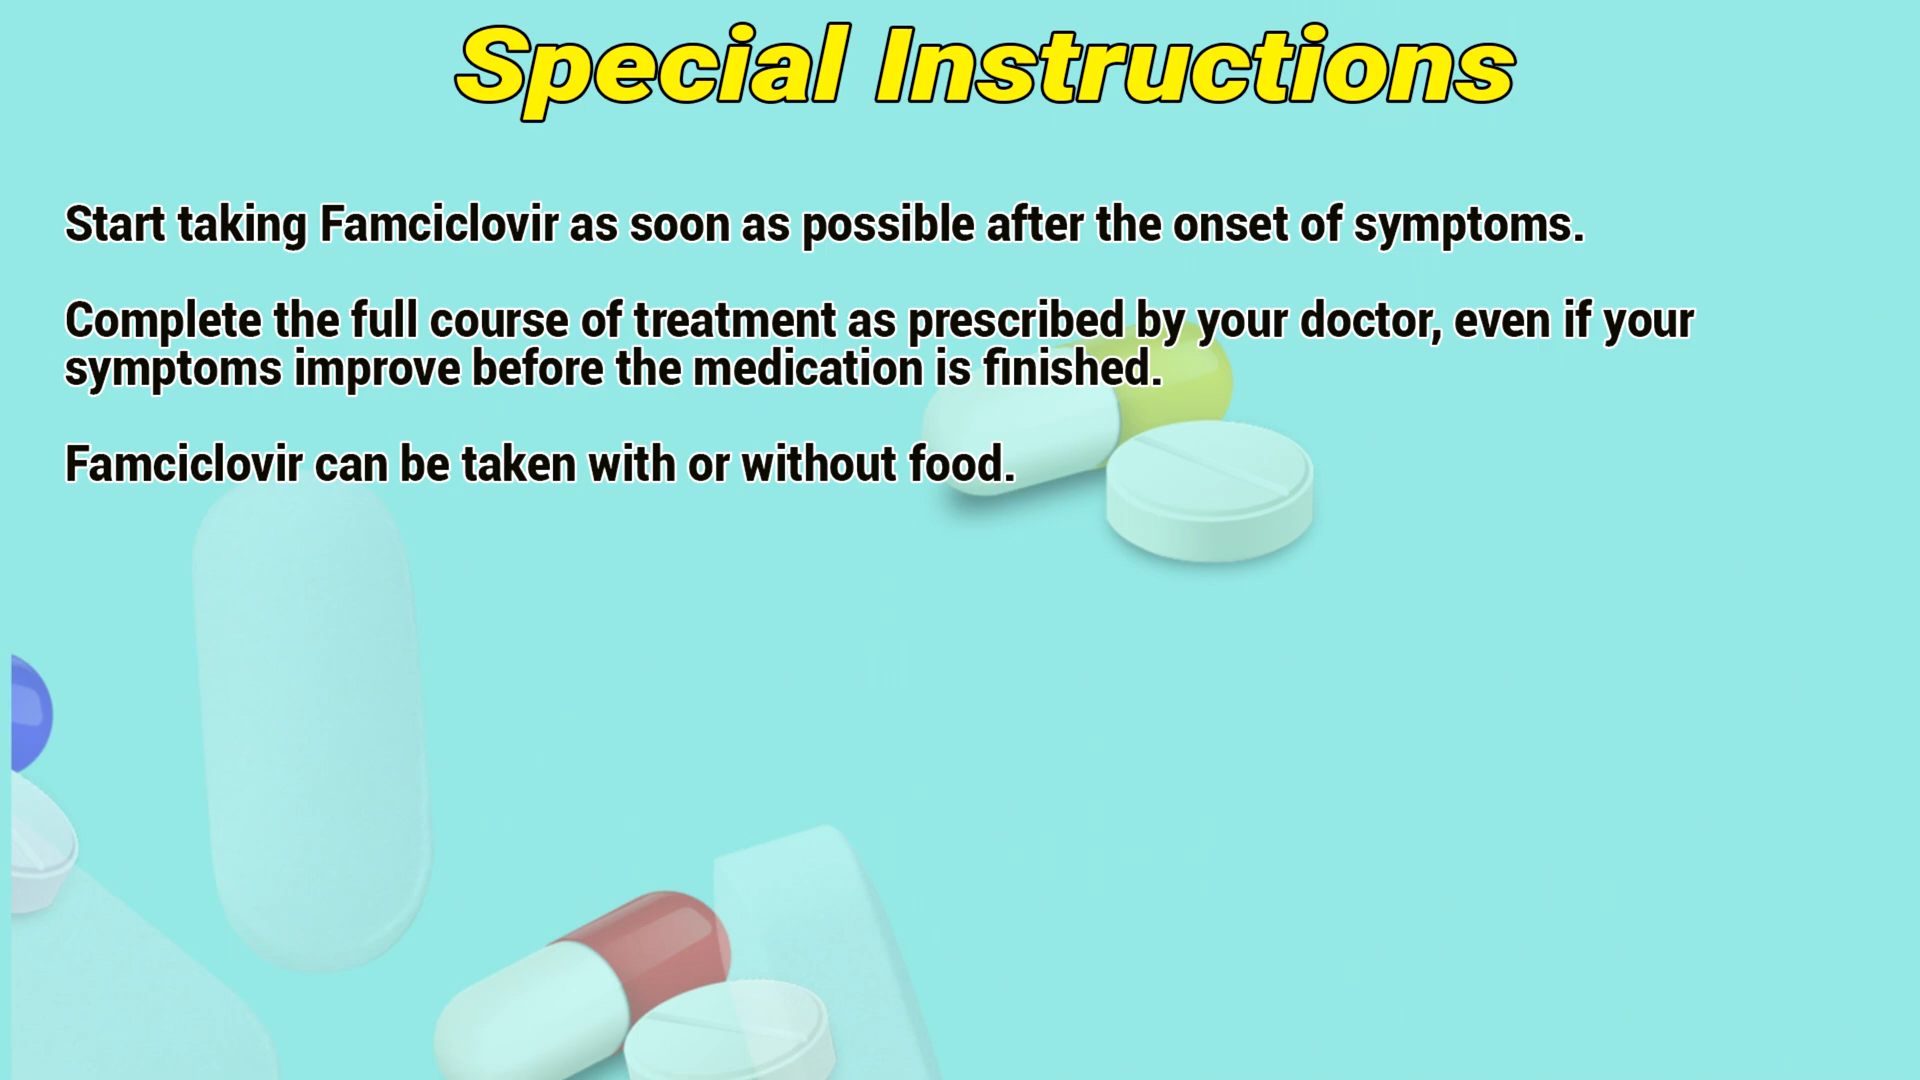 Special Instructions
Start taking Famciclovir as soon as possible after the onset of symptoms.
Complete the full course of treatment as prescribed by your doctor, even if your
symptoms improve before the medication is finished.
Famciclovir can be taken with or without food.